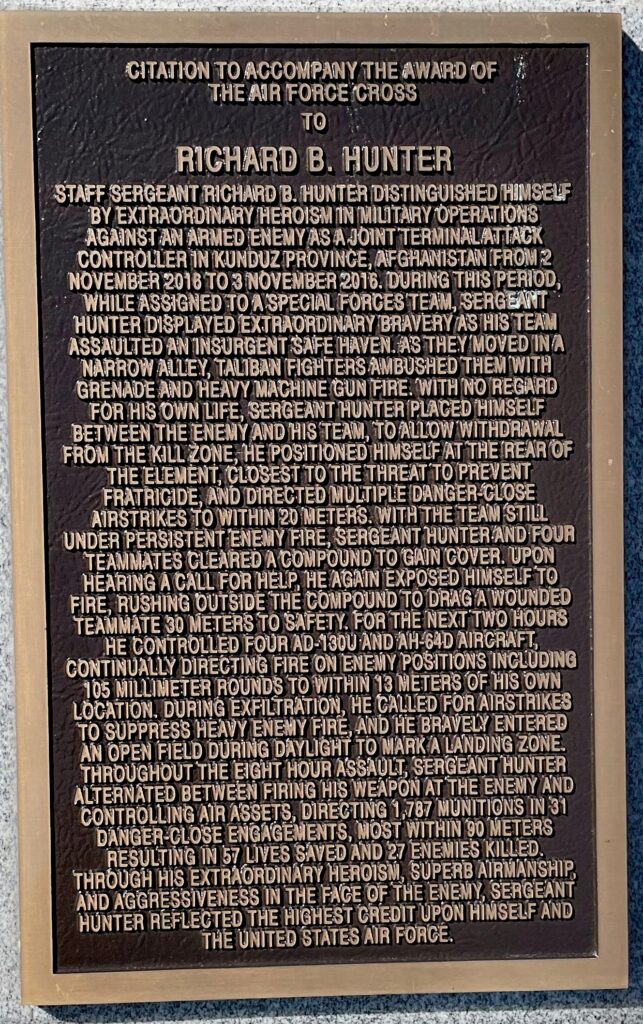 CITATION TO ACCOMPANY THE AWARD OF
THE AIR FORCE CROSS
TO
RICHARD B. HUNTER
STAFF SERGEANT RICHARD B. HUNTER DISTINGUISHED HIMSELF
BY EXTRAORDINARY HEROISM IN MILITARY OPERATIONS
AGAINST AN ARMED ENEMY AS A JOINT TERMINAL ATTACK
CONTROLLER IN KUNDUZ PROVINCE, AFGHANISTAN FROM 2
NOVEMBER 2016 TO 3 NOVEMBER 2016. DURING THIS PERIOD,
WHILE ASSIGNED TO A SPECIAL FORCES TEAM, SERGEANT
HUNTER DISPLAYED EXTRAORDINARY BRAVERY AS HIS TEAM
ASSAULTED AN INSURGENT SAFE HAVEN. AS THEY MOVED IN A
NARROW ALLEY, TALIBAN FIGHTERS AMBUSHED THEM WITH
GRENADE AND HEAVY MACHINE GUN FIRE. WITH NO REGARD
FOR HIS OWN LIFE, SERGEANT HUNTER PLACED HIMSELF
BETWEEN THE ENEMY AND HIS TEAM, TO ALLOW WITHDRAWAL
FROM THE KILL ZONE, HE POSITIONED HIMSELF AT THE REAR OF
THE ELEMENT, CLOSEST TO THE THREAT TO PREVENT
FRATRICIDE, AND DIRECTED MULTIPLE DANGER-CLOSE
AIRSTRIKES TO WITHIN 20 METERS. WITH THE TEAM STILL
UNDER PERSISTENT ENEMY FIRE, SERGEANT HUNTER AND FOUR
TEAMMATES CLEARED A COMPOUND TO GAIN COVER. UPON
HEARING A CALL FOR HELP, HE AGAIN EXPOSED HIMSELF TO
FIRE, RUSHING OUTSIDE THE COMPOUND TO DRAG A WOUNDED
TEAMMATE 30 METERS TO SAFETY. FOR THE NEXT TWO HOURS
HE CONTROLLED FOUR AD-130U AND AH-64D AIRCRAFT,
CONTINUALLY DIRECTING FIRE ON ENEMY POSITIONS INCLUDING
105 MILLIMETER ROUNDS TO WITHIN 13 METERS OF HIS OWN
LOCATION. DURING EXFILTRATION, HE CALLED FOR AIRSTRIKES
TO SUPPRESS HEAVY ENEMY FIRE, AND HE BRAVELY ENTERED
AN OPEN FIELD DURING DAYLIGHT TO MARK A LANDING ZONE.
THROUGHOUT THE EIGHT HOUR ASSAULT, SERGEANT HUNTER
ALTERNATED BETWEEN FIRING HIS WEAPON AT THE ENEMY AND
CONTROLLING AIR ASSETS, DIRECTING 1,787 MUNITIONS IN 31
DANGER-CLOSE ENGAGEMENTS, MOST WITHIN 90 METERS
RESULTING IN 57 LIVES SAVED AND 27 ENEMIES KILLED.
THROUGH HIS EXTRAORDINARY HEROISM, SUPERB AIRMANSHIP,
AND AGGRESSIVENESS IN THE FACE OF THE ENEMY, SERGEANT
HUNTER REFLECTED THE HIGHEST CREDIT UPON HIMSELF AND
THE UNITED STATES AIR FORCE.